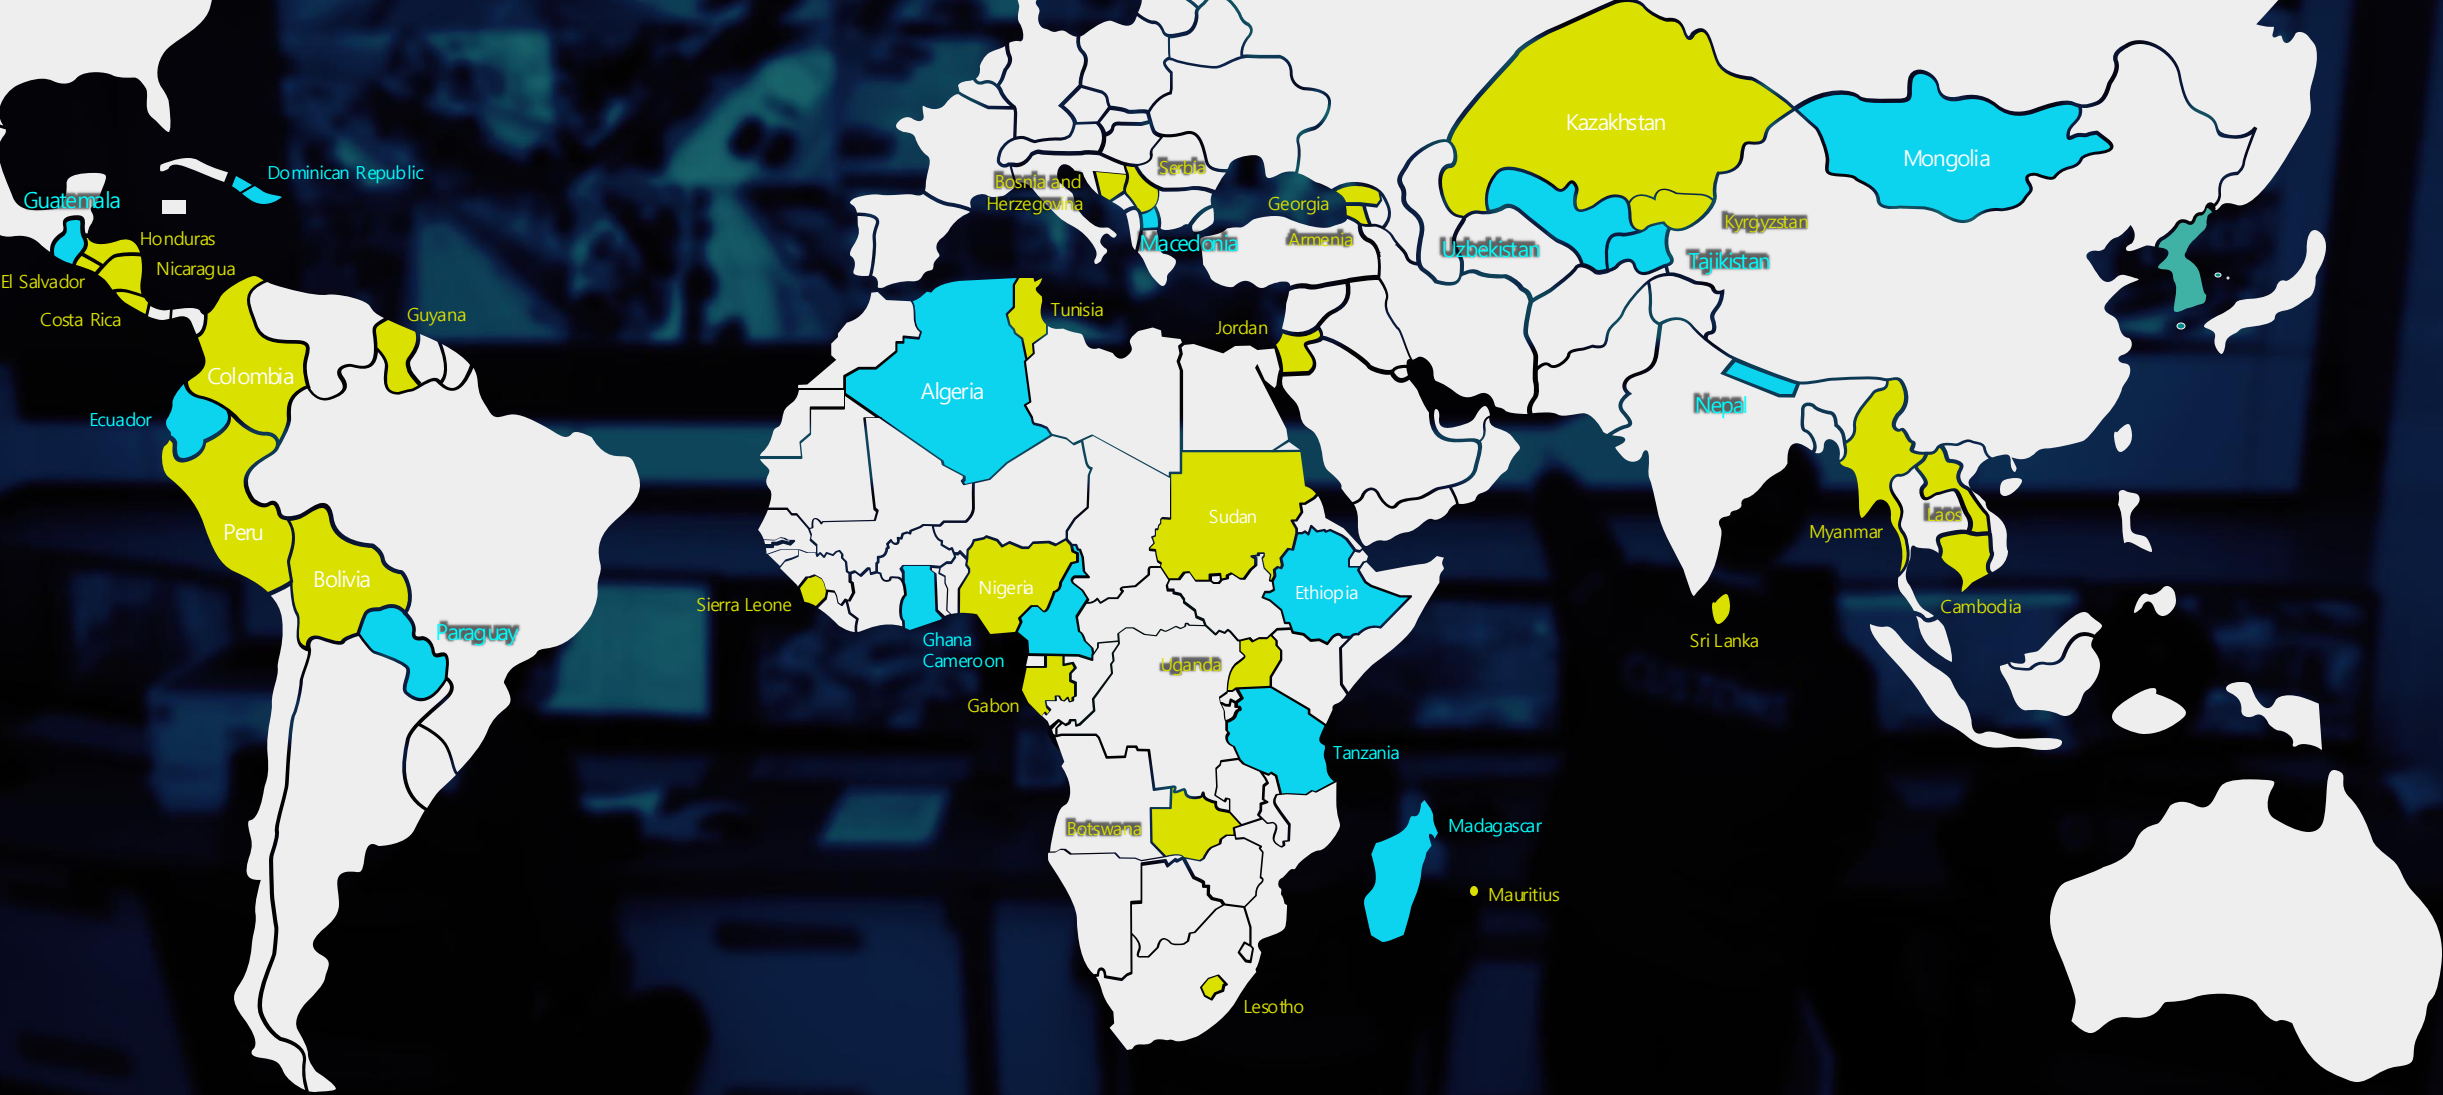 Kazakhstan
Mongolia
Dominican Republic
Serbia
Bosnia and
Herzegovina
Guatemala
Georgia
Kyrgyzstan
Honduras
Armenia
Macedonia
Uzbekistan
Tajikistan
Nicaragua
El Salvador
Costa Rica
Guyana
Tunisia
Jordan
Colombia
Algeria
Nepal
Ecuador
Sudan
Laos
Peru
Myanmar
Bolivia
Nigeria
Ethiopia
Sierra Leone
Cambodia
Paraguay
Ghana
Sri Lanka
Cameroon
Uganda
Gabon
Tanzania
Botswana
Madagascar
Mauritius
Lesotho